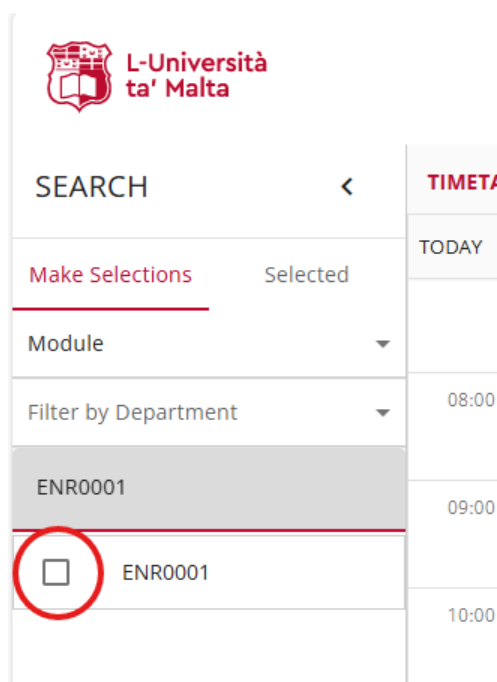 L-Università
ta' Malta
SEARCH
Make Selections
Selected
Module
Filter by Department
ENR0001
ENR0001
TODAY
08:00
09:00
10:00